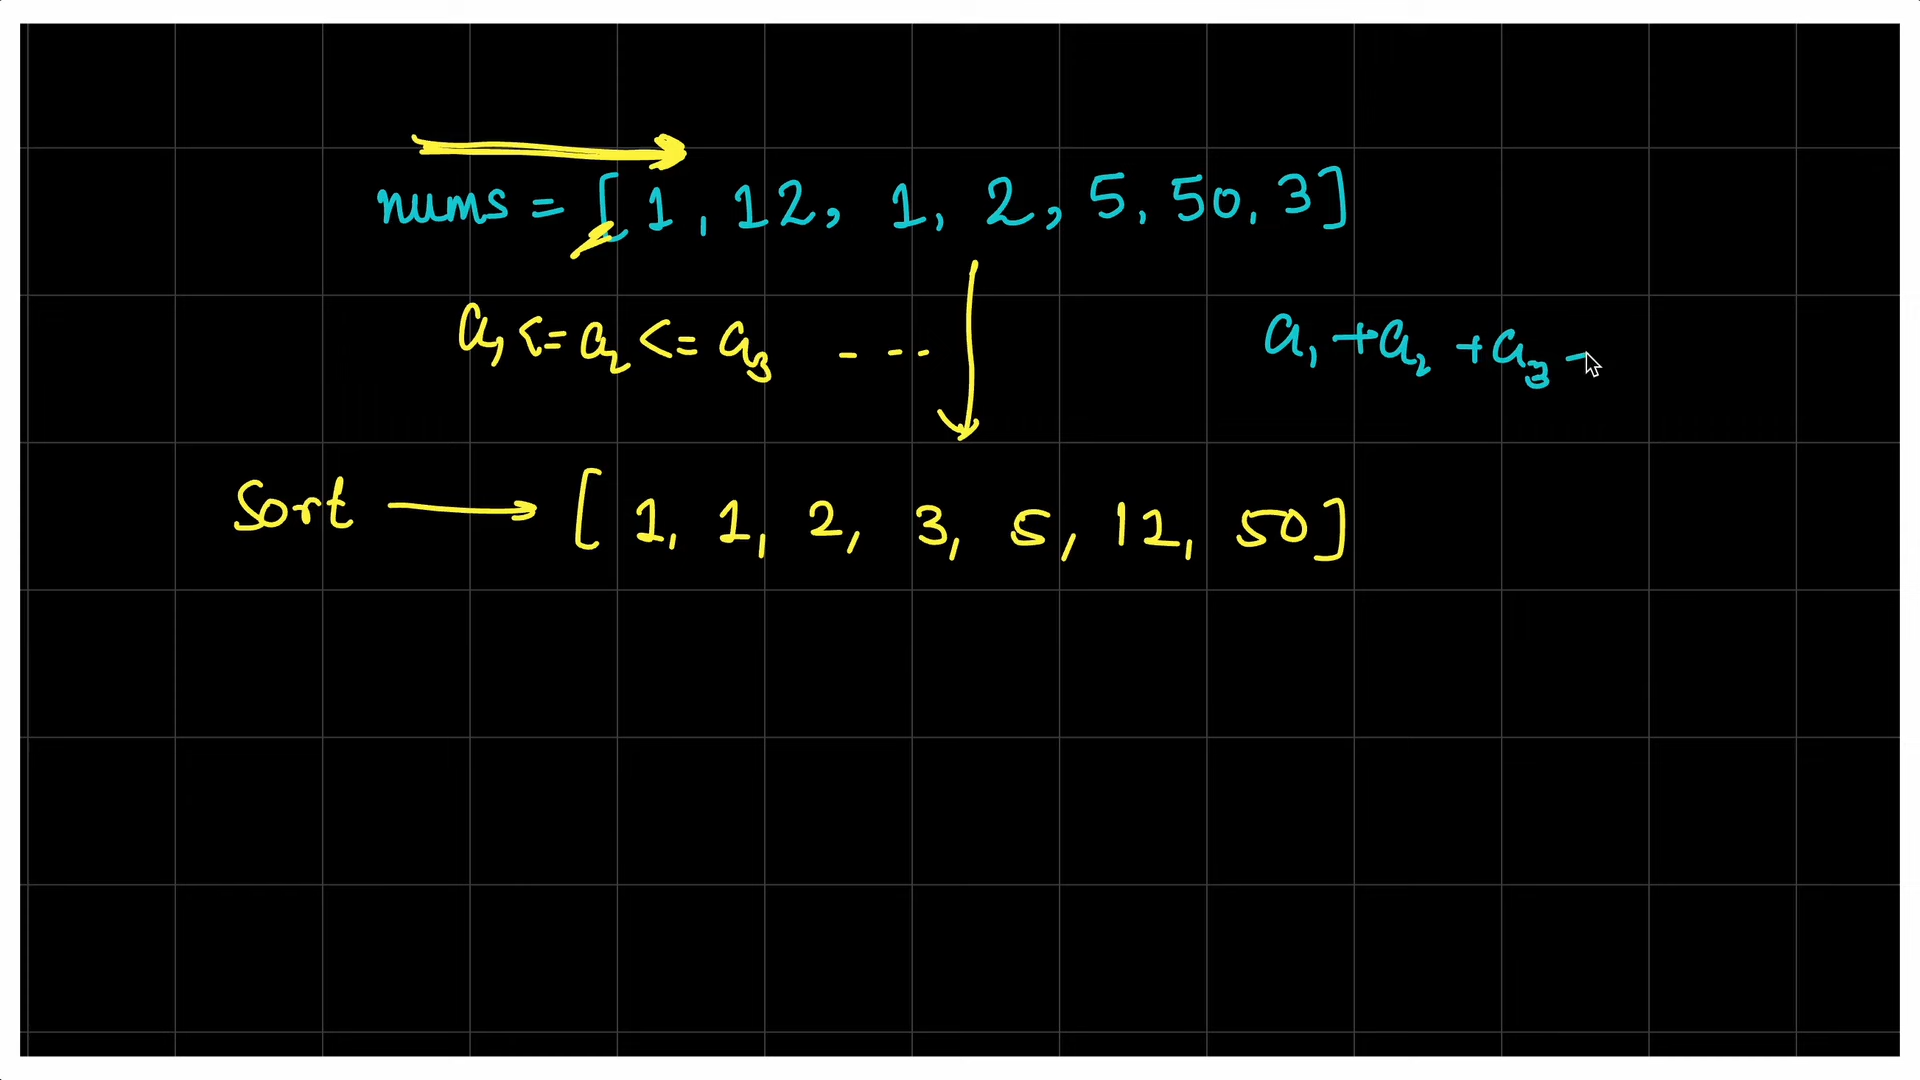 nums = [1, 12, 1, 2, 5, 50, 3]
a₁ <= a₂ <= a₃ - - -
a₁ + a₂ + a₃ -
Sort → [1, 1, 2, 3, 5, 12, 50]